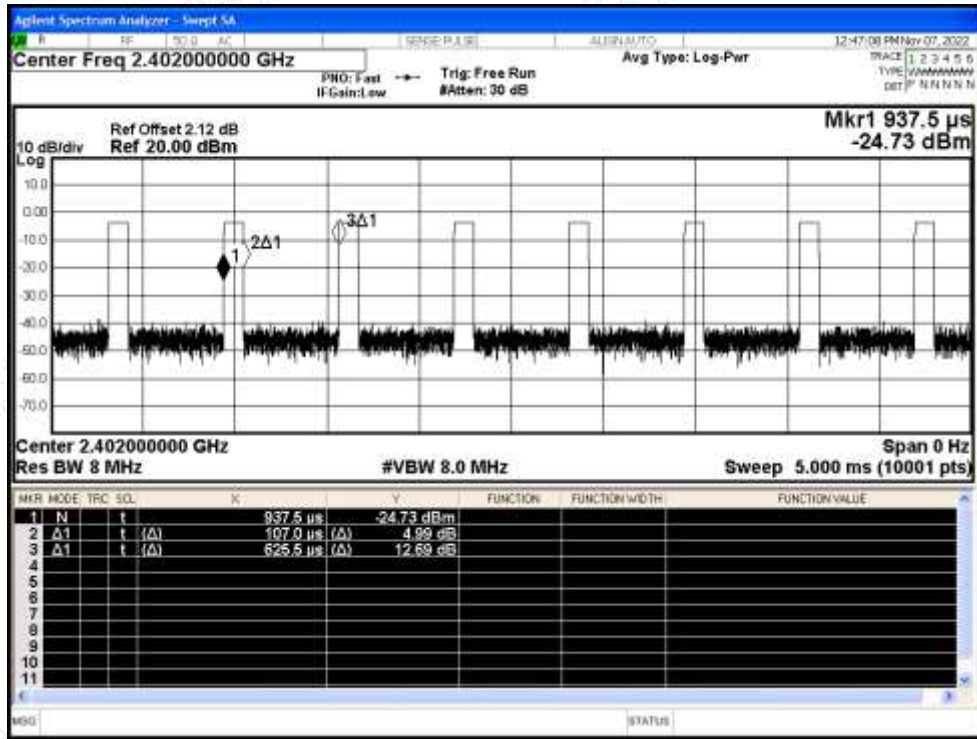 Agilent Spectrum Analyzer - Swept SA
R RF 50 Ω AC SENSE:PULSE ALIGN AUTO 12:47:08 PM Nov 07, 2022
Center Freq 2.402000000 GHz
PNO: Fast
IFGain:Low
Trig: Free Run
#Atten: 30 dB
Avg Type: Log-Pwr
TRACE 1 2 3 4 5 6
TYPE
DET P N N N N N
Mkr1 937.5 µs
-24.73 dBm
Ref Offset 2.12 dB
10 dB/div Ref 20.00 dBm
Log
10.0
0.00
-10.0
-20.0
-30.0
-40.0
-50.0
-60.0
-70.0
1
2Δ1
3Δ1
Center 2.402000000 GHz Span 0 Hz
Res BW 8 MHz #VBW 8.0 MHz Sweep 5.000 ms (10001 pts)
MKR MODE TRC SCL X Y FUNCTION FUNCTION WIDTH FUNCTION VALUE
1 N t 937.5 µs -24.73 dBm
2 Δ1 t (Δ) 107.0 µs (Δ) 4.99 dB
3 Δ1 t (Δ) 625.5 µs (Δ) 12.69 dB
4
5
6
7
8
9
10
11
MSG STATUS